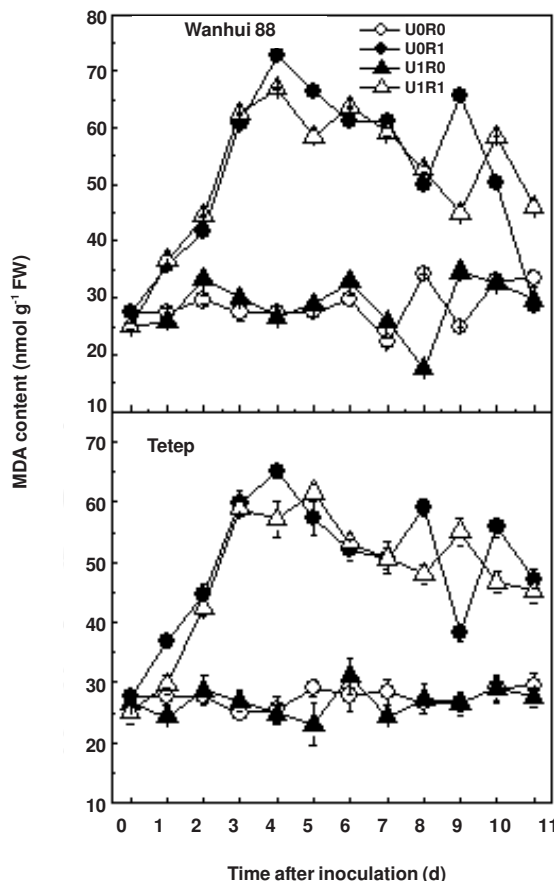 80
Wanhui 88
U0R0
U0R1
U1R0
U1R1
70
60
50
40
30
20
10
MDA content (nmol g-1 FW)
Tetep
70
60
50
40
30
20
10
0 1 2 3 4 5 6 7 8 9 10 11
Time after inoculation (d)